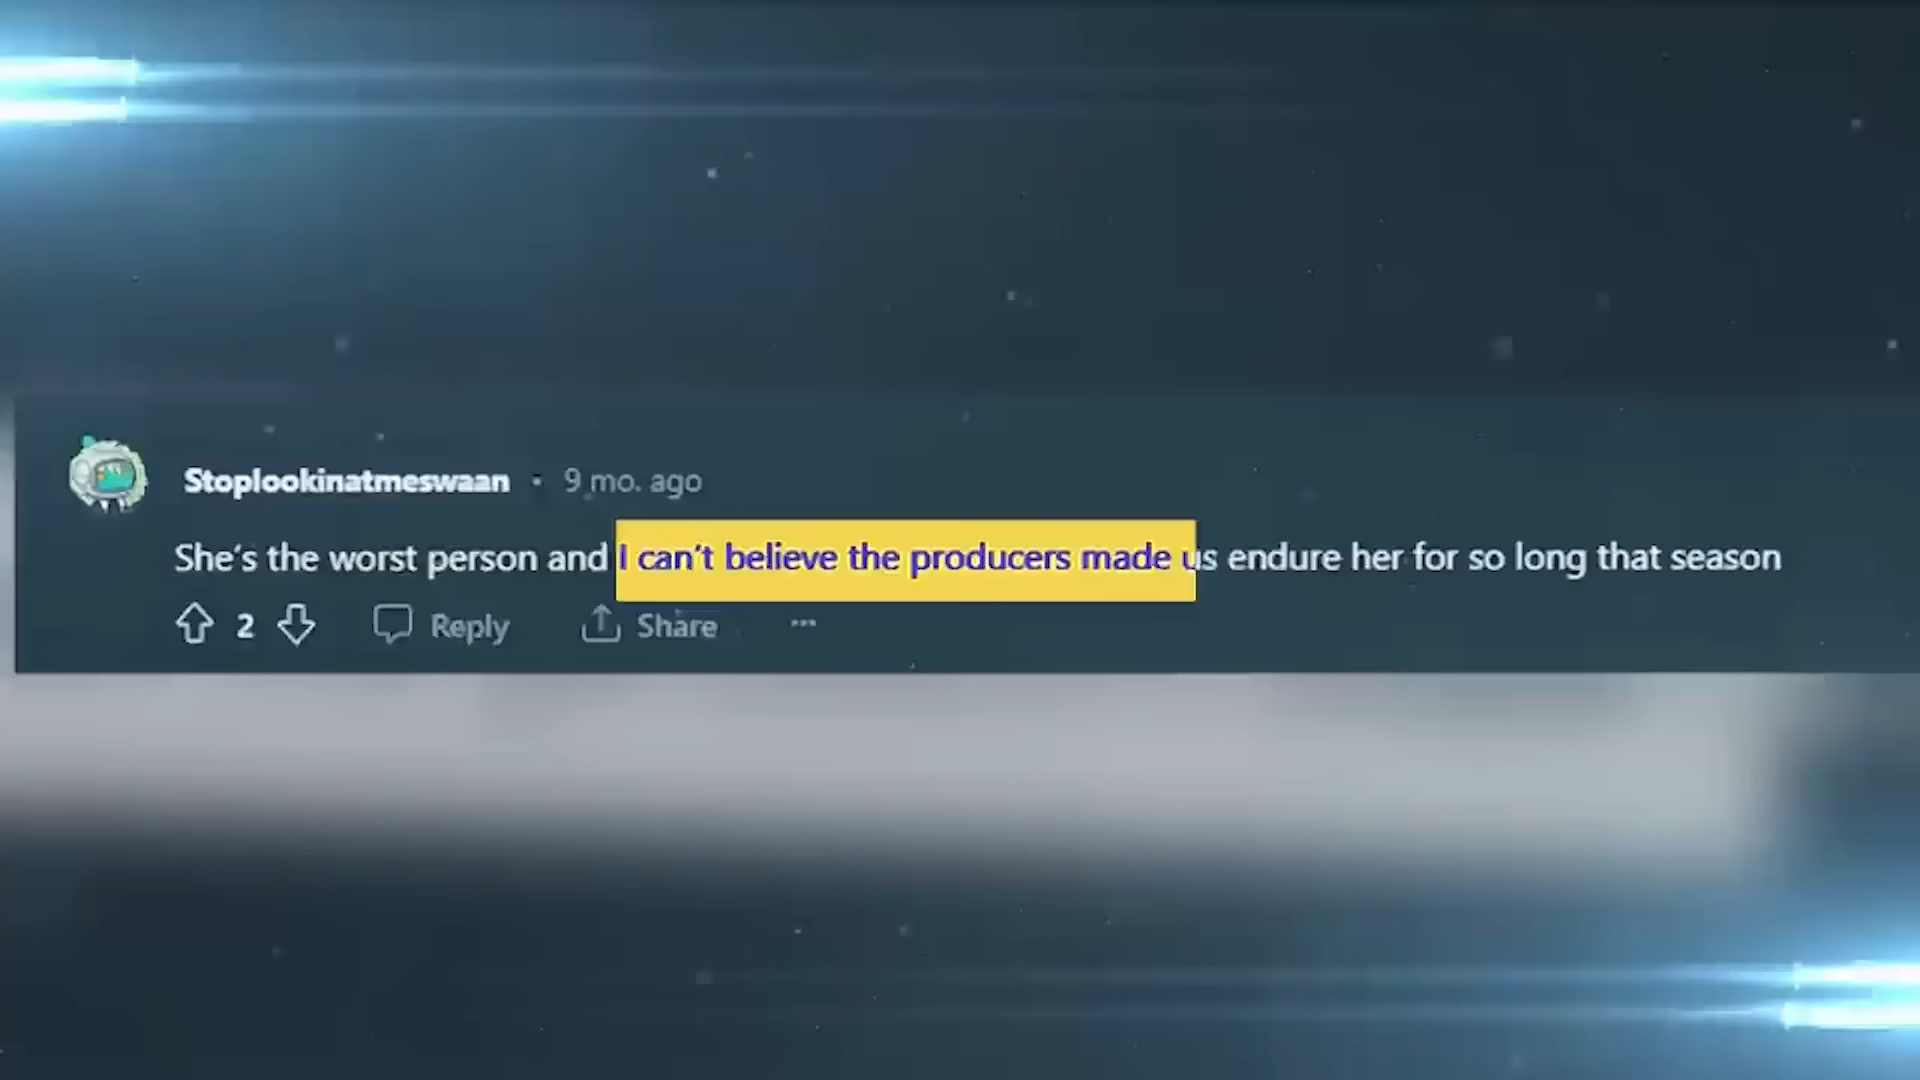 Stoplookinatmeswaan · 9 mo. ago
She's the worst person and I can't believe the producers made us endure her for so long that season
2 Reply Share ...